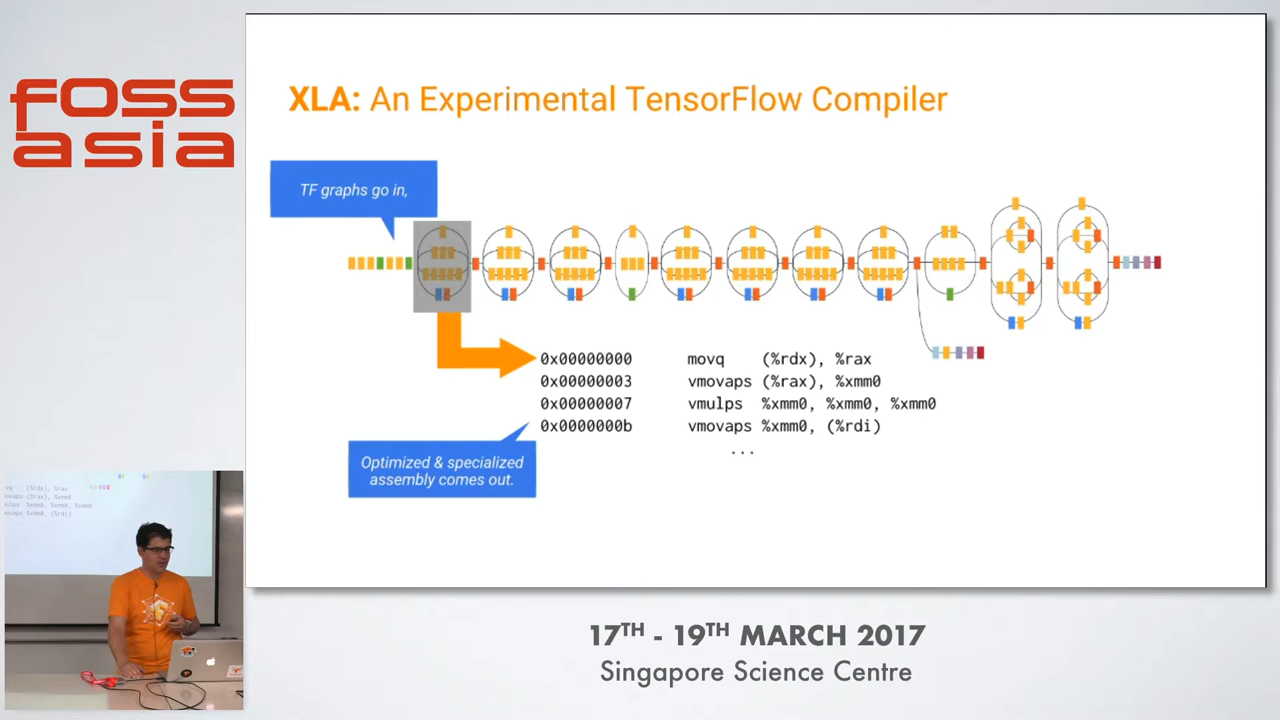 foss
asia
XLA: An Experimental TensorFlow Compiler
TF graphs go in,
0x00000000 movq (%rdx), %rax
0x00000003 vmovaps (%rax), %xmm0
0x00000007 vmulps %xmm0, %xmm0, %xmm0
0x0000000b vmovaps %xmm0, (%rdi)
...
Optimized & specialized
assembly comes out.
17TH - 19TH MARCH 2017
Singapore Science Centre